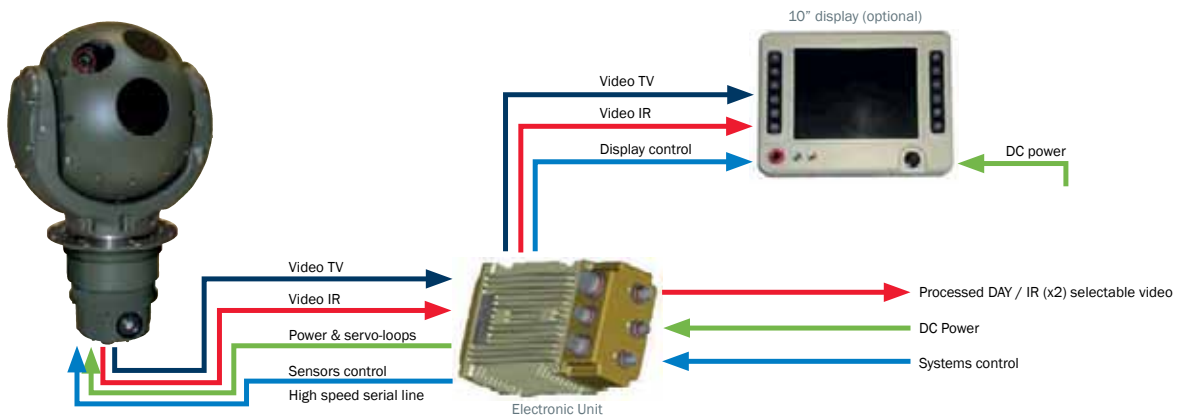 10” display (optional)
Video TV
Video IR
Display control
DC power
Video TV
Video IR
Power & servo-loops
Sensors control
High speed serial line
Processed DAY / IR (x2) selectable video
DC Power
Systems control
Electronic Unit